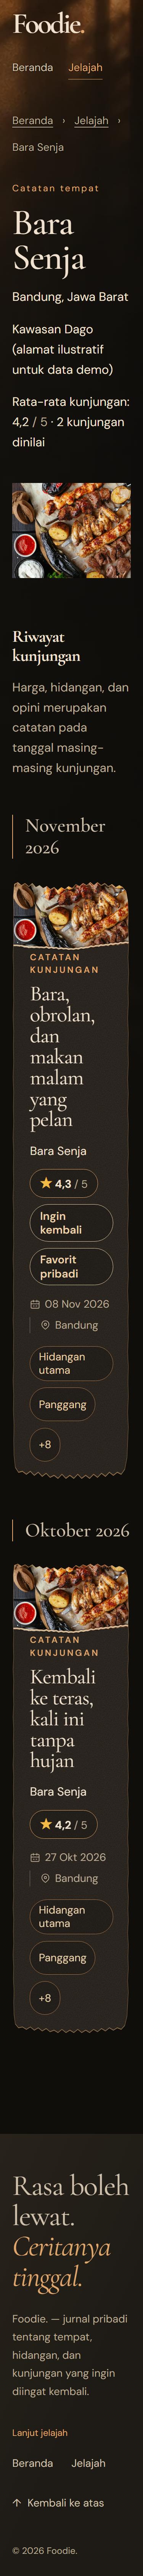 Foodie.
Beranda Jelajah
Beranda › Jelajah ›
Bara Senja
Catatan tempat
Bara
Senja
Bandung, Jawa Barat
Kawasan Dago
(alamat ilustratif
untuk data demo)
Rata-rata kunjungan:
4,2 / 5 · 2 kunjungan
dinilai
Riwayat
kunjungan
Harga, hidangan, dan
opini merupakan
catatan pada
tanggal masing-
masing kunjungan.
November
2026
CATATAN
KUNJUNGAN
Bara,
obrolan,
dan
makan
malam
yang
pelan
Bara Senja
★ 4,3 / 5
Ingin
kembali
Favorit
pribadi
08 Nov 2026
Bandung
Hidangan
utama
Panggang
+8
Oktober 2026
CATATAN
KUNJUNGAN
Kembali
ke teras,
kali ini
tanpa
hujan
Bara Senja
★ 4,2 / 5
27 Okt 2026
Bandung
Hidangan
utama
Panggang
+8
Rasa boleh
lewat.
Ceritanya
tinggal.
Foodie. — jurnal pribadi
tentang tempat,
hidangan, dan
kunjungan yang ingin
diingat kembali.
Lanjut jelajah
Beranda Jelajah
↑ Kembali ke atas
© 2026 Foodie.